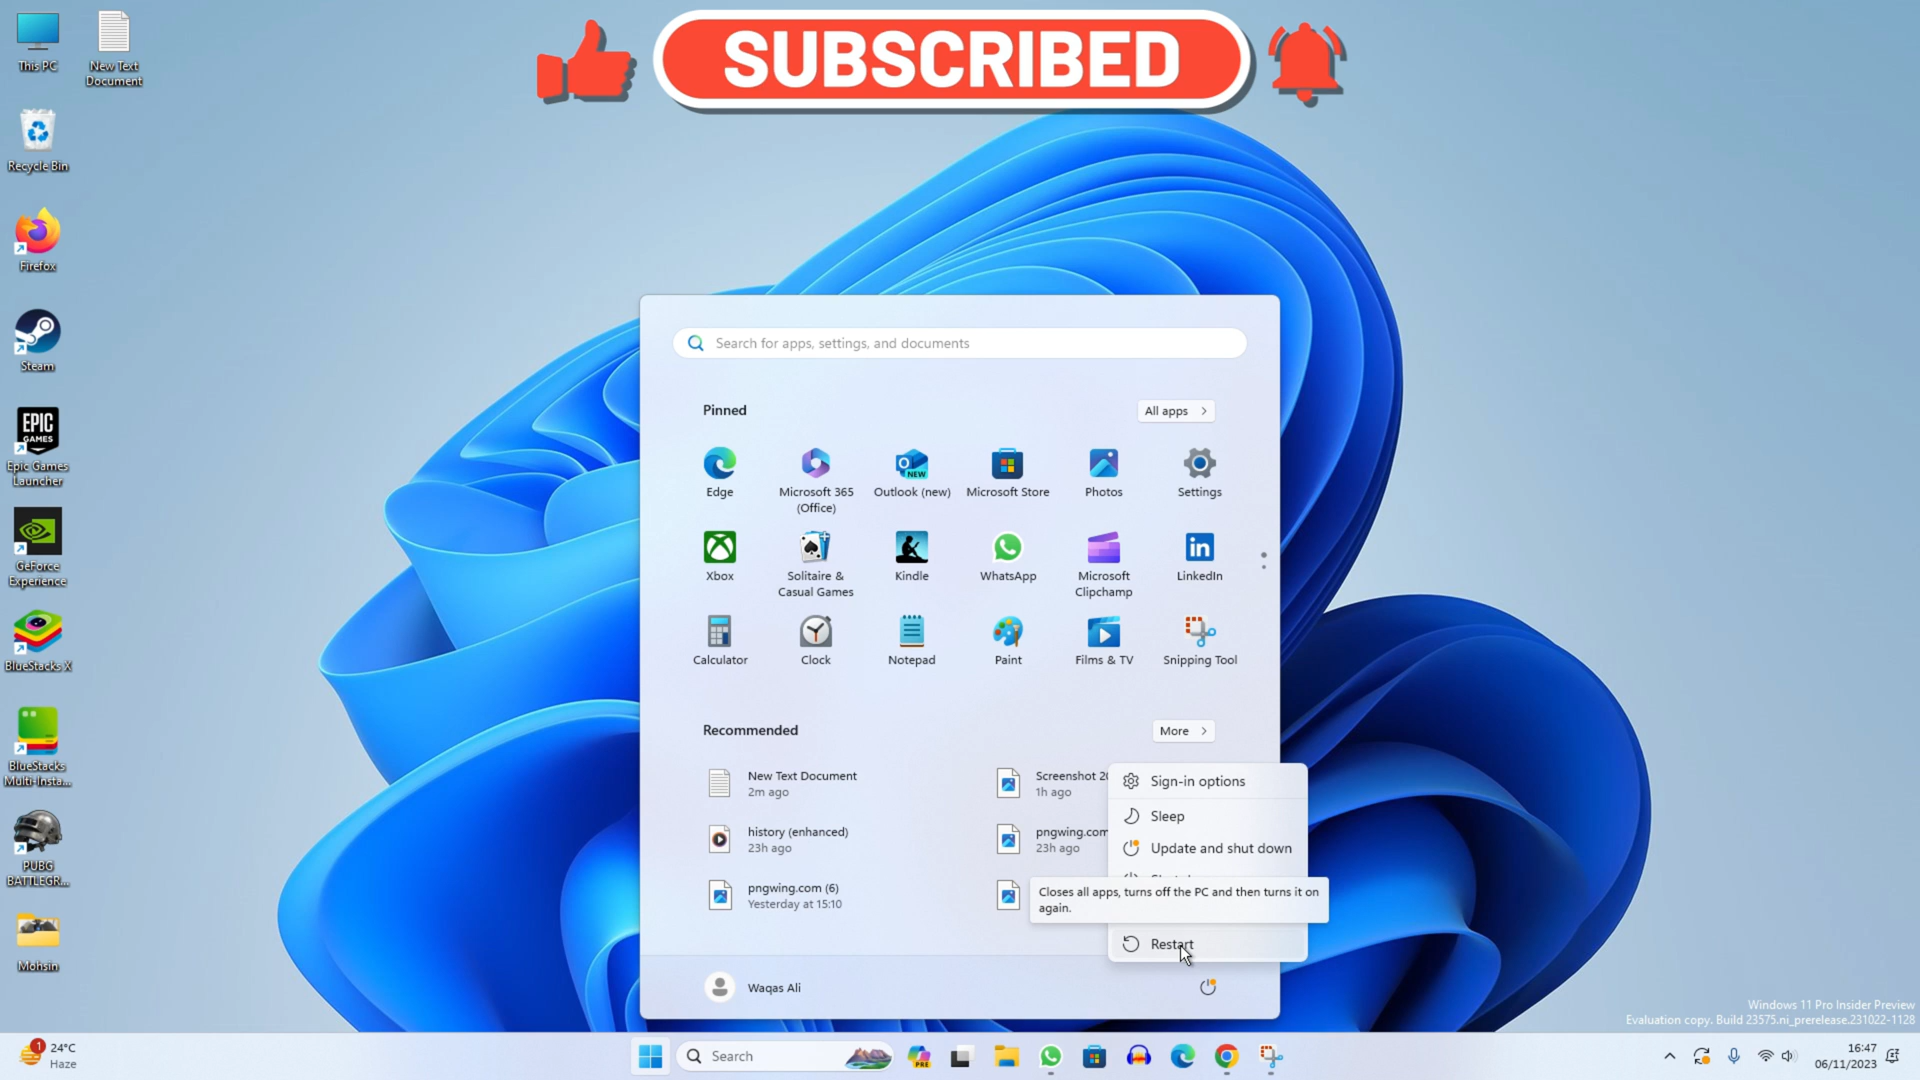 SUBSCRIBED
This PC
New Text
Document
Recycle Bin
Firefox
Steam
EPIC
GAMES
Epic Games
Launcher
GeForce
Experience
BlueStacks X
BlueStacks
Multi-Insta...
PUBG
BATTLEGR...
Mohsin
Search for apps, settings, and documents
Pinned
All apps
Edge
Microsoft 365
(Office)
NEW
Outlook (new)
Microsoft Store
Photos
Settings
Xbox
Solitaire &
Casual Games
Kindle
WhatsApp
Microsoft
Clipchamp
in
LinkedIn
Calculator
Clock
Notepad
Paint
Films & TV
Snipping Tool
Recommended
More
New Text Document
2m ago
Screenshot
1h ago
history (enhanced)
23h ago
pngwing.com
23h ago
pngwing.com (6)
Yesterday at 15:10
Sign-in options
Sleep
Update and shut down
Closes all apps, turns off the PC and then turns it on
again.
Restart
Waqas Ali
Windows 11 Pro Insider Preview
Evaluation copy. Build 23575.ni_prerelease.231022-1128
1
24°C
Haze
Search
PRE
16:47
06/11/2023